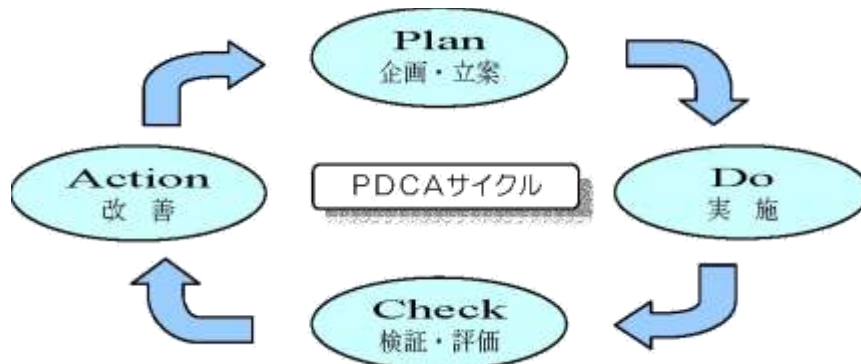 Plan
企画・立案
Action
改　善
PDCAサイクル
Do
実　施
Check
検証・評価